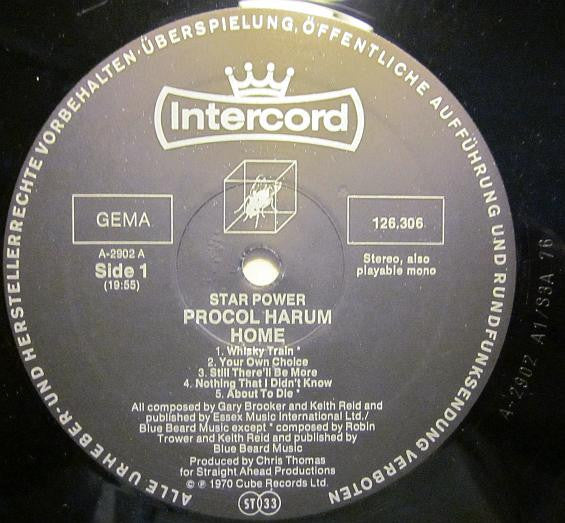 ALLE URHEBER- UND HERSTELLERRECHTE VORBEHALTEN · ÜBERSPIELUNG, ÖFFENTLICHE AUFFÜHRUNG UND RUNDFUNKSENDUNG VERBOTEN
Intercord
GEMA
126.306
A-2902 A
Side 1
(19:55)
Stereo, also
playable mono
STAR POWER
PROCOL HARUM
HOME
1. Whisky Train *
2. Your Own Choice
3. Still There'll Be More
4. Nothing That I Didn't Know
5. About To Die *
All composed by Gary Brooker and Keith Reid and
published by Essex Music International Ltd./
Blue Beard Music except * composed by Robin
Trower and Keith Reid and published by
Blue Beard Music
Produced by Chris Thomas
for Straight Ahead Productions
© ℗ 1970 Cube Records Ltd.
ST 33
A-2902 A1/S3A 76